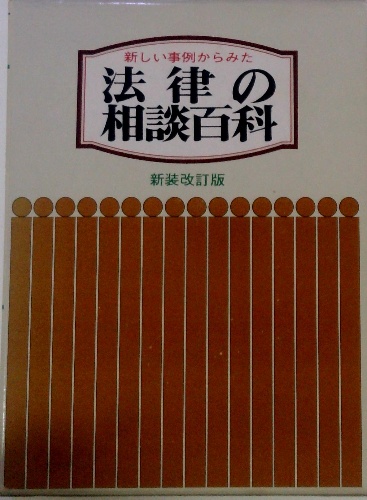 新しい事例からみた
法律の
相談百科
新装改訂版